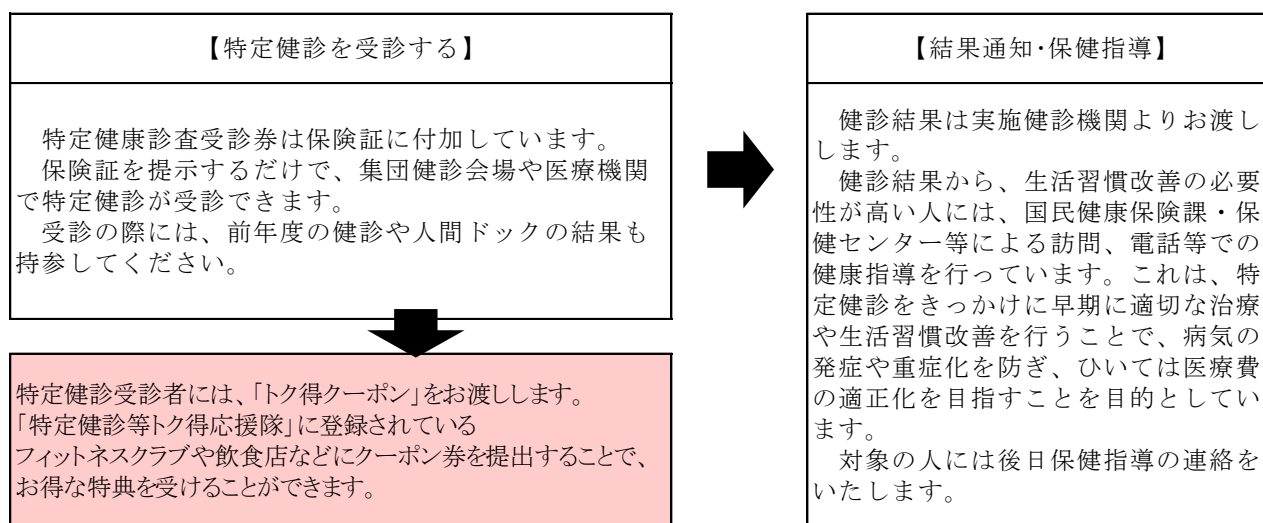 【特定健診を受診する】
特定健康診査受診券は保険証に付加しています。
保険証を提示するだけで、集団健診会場や医療機関
で特定健診が受診できます。
受診の際には、前年度の健診や人間ドックの結果も
持参してください。
特定健診受診者には、「トク得クーポン」をお渡しします。
「特定健診等トク得応援隊」に登録されている
フィットネスクラブや飲食店などにクーポン券を提出することで、
お得な特典を受けることができます。
【結果通知・保健指導】
健診結果は実施健診機関よりお渡し
します。
健診結果から、生活習慣改善の必要
性が高い人には、国民健康保険課・保
健センター等による訪問、電話等での
健康指導を行っています。これは、特
定健診をきっかけに早期に適切な治療
や生活習慣改善を行うことで、病気の
発症や重症化を防ぎ、ひいては医療費
の適正化を目指すことを目的としてい
ます。
対象の人には後日保健指導の連絡を
いたします。